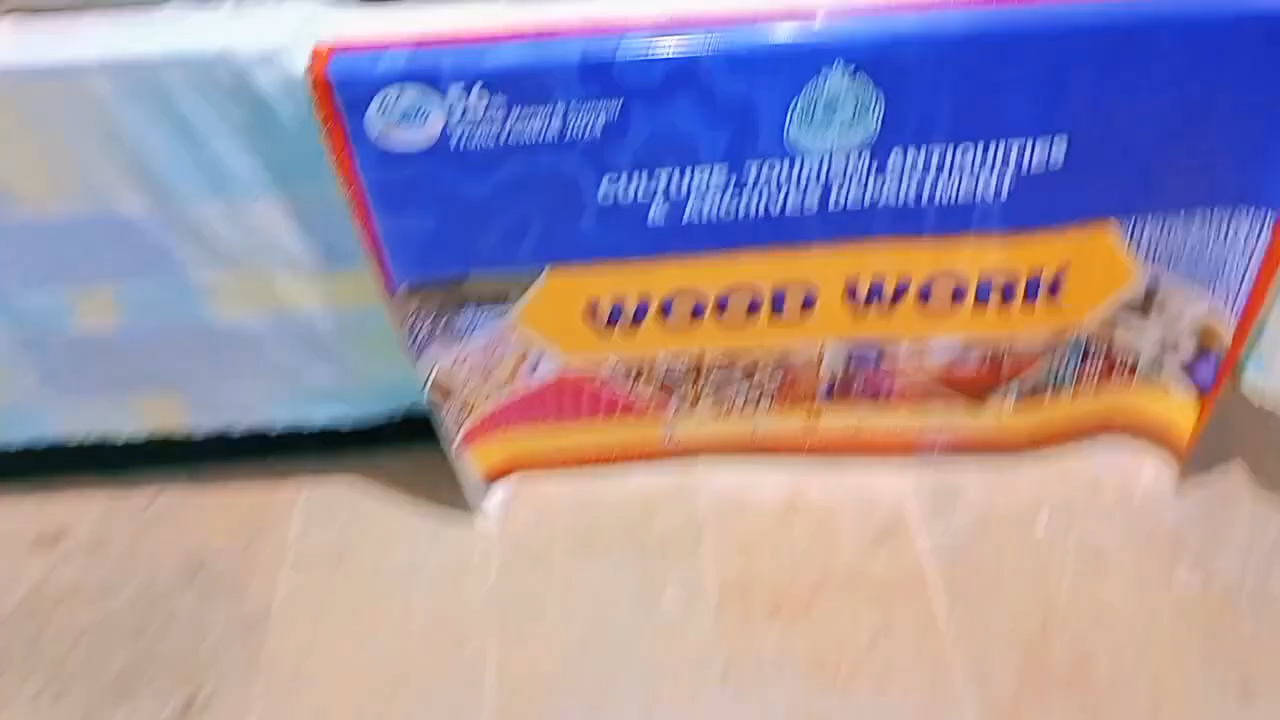 CULTURE, TOURISM, ANTIQUITIES
& ARCHIVES DEPARTMENT
WOOD WORK